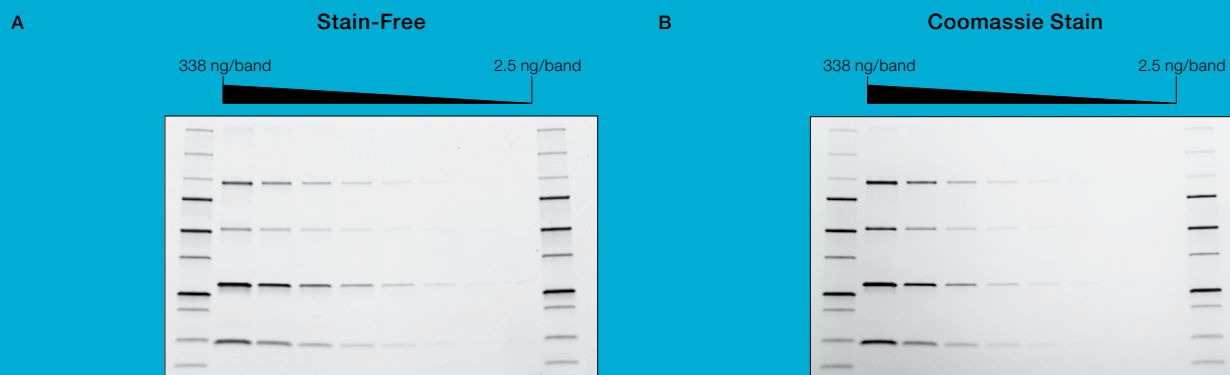 A
Stain-Free
338 ng/band
2.5 ng/band
B
Coomassie Stain
338 ng/band
2.5 ng/band